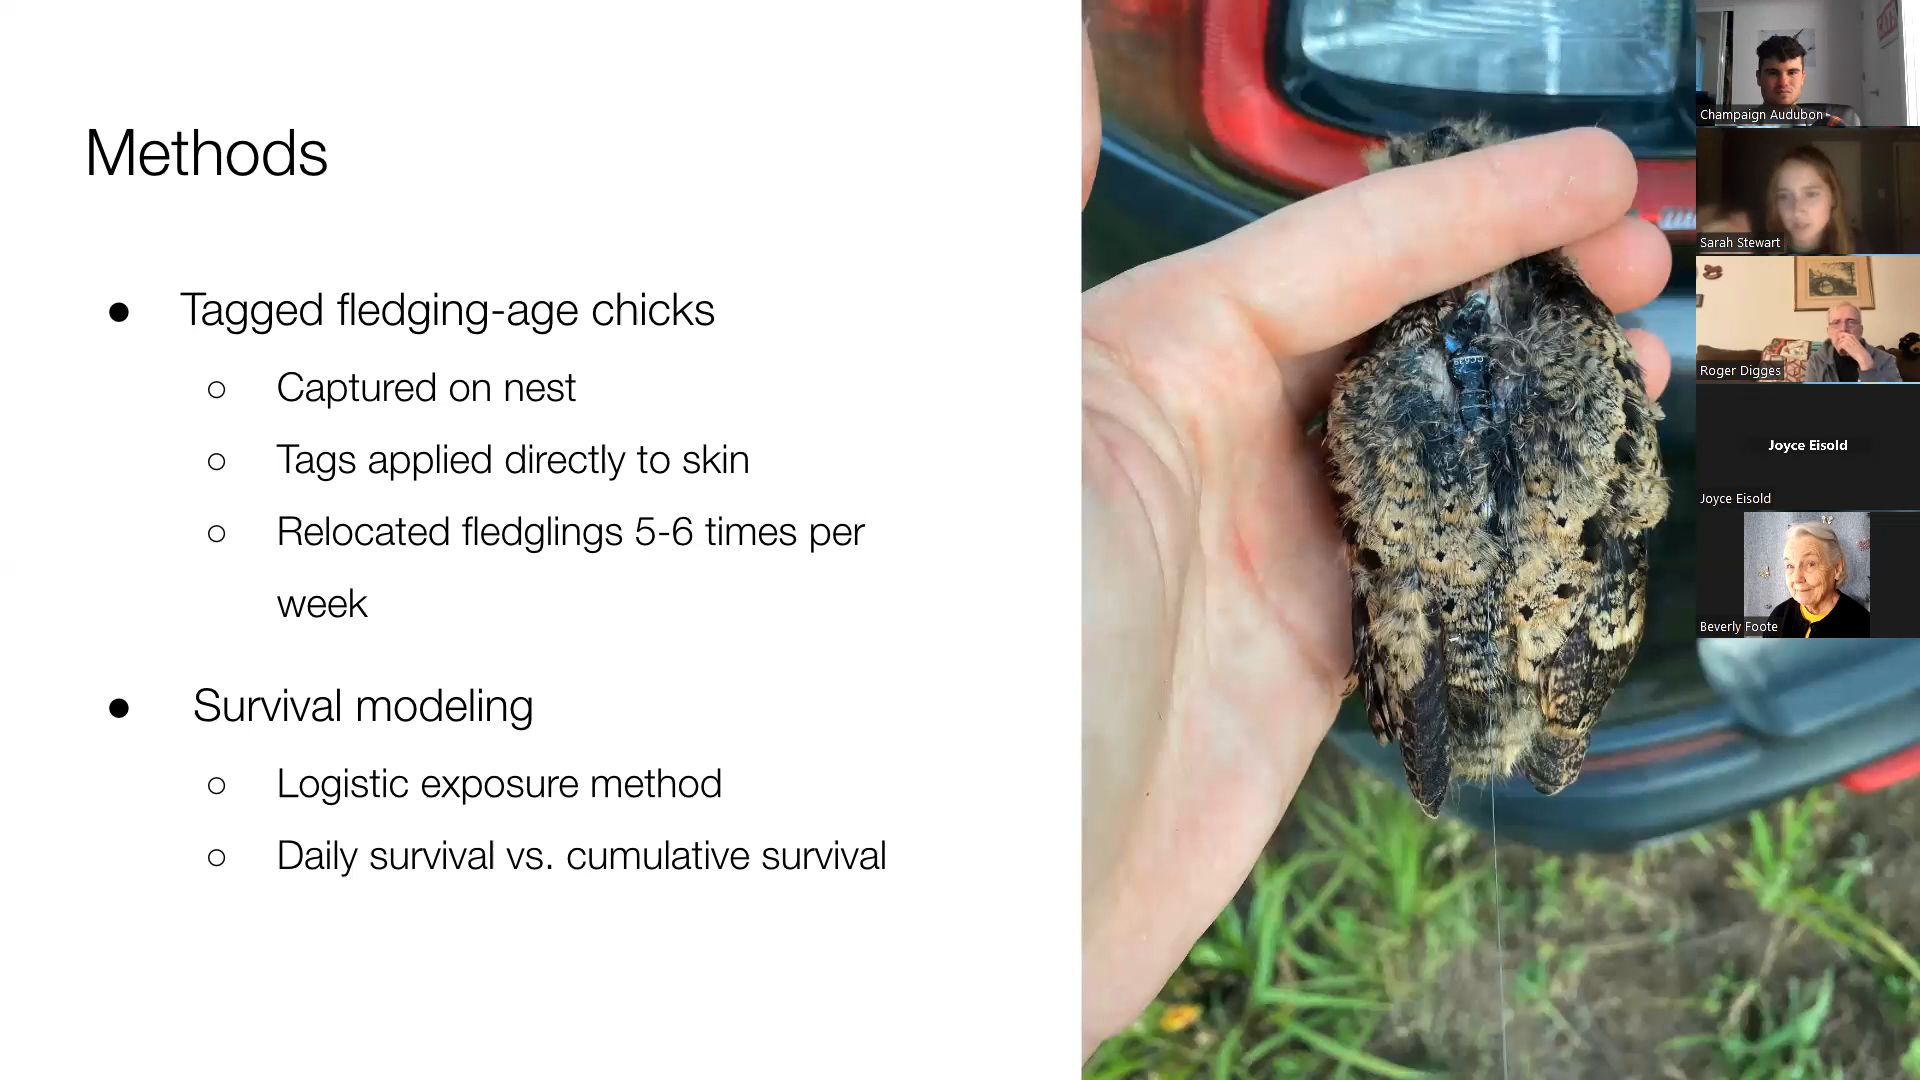 Methods
● Tagged fledging-age chicks
○ Captured on nest
○ Tags applied directly to skin
○ Relocated fledglings 5-6 times per
week
● Survival modeling
○ Logistic exposure method
○ Daily survival vs. cumulative survival
Champaign Audubon
Sarah Stewart
Roger Digges
Joyce Eisold
Joyce Eisold
Beverly Foote